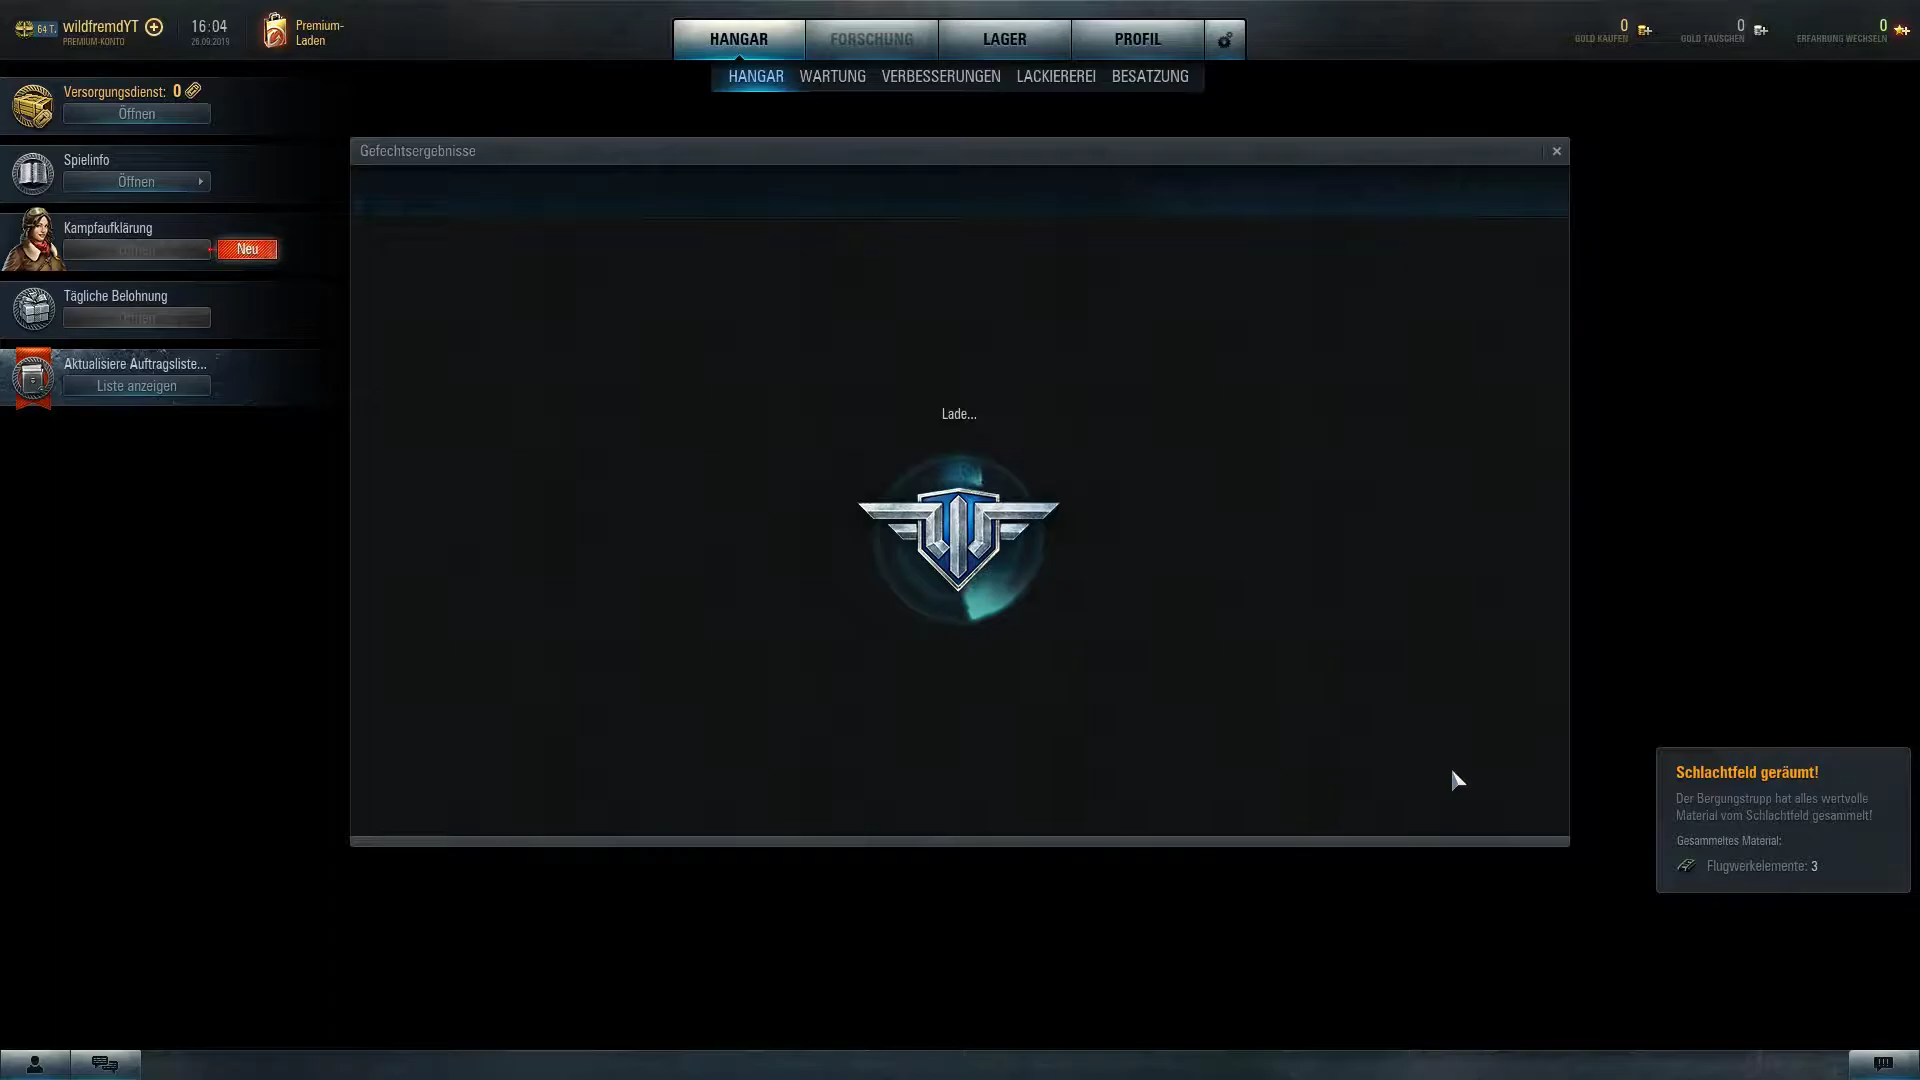 64 T. wildfremdYT
PREMIUM-KONTO
16:04
26.09.2019
Premium-
Laden
HANGAR
FORSCHUNG
LAGER
PROFIL
0
GOLD KAUFEN
0
GOLD TAUSCHEN
0
ERFAHRUNG WECHSELN
HANGAR WARTUNG VERBESSERUNGEN LACKIEREREI BESATZUNG
Versorgungsdienst: 0
Öffnen
Spielinfo
Öffnen
Kampfaufklärung
Öffnen
Neu
Tägliche Belohnung
Öffnen
Aktualisiere Auftragsliste...
Liste anzeigen
Gefechtsergebnisse
Lade...
Schlachtfeld geräumt!
Der Bergungstrupp hat alles wertvolle
Material vom Schlachtfeld gesammelt!
Gesammeltes Material:
Flugwerkelemente: 3